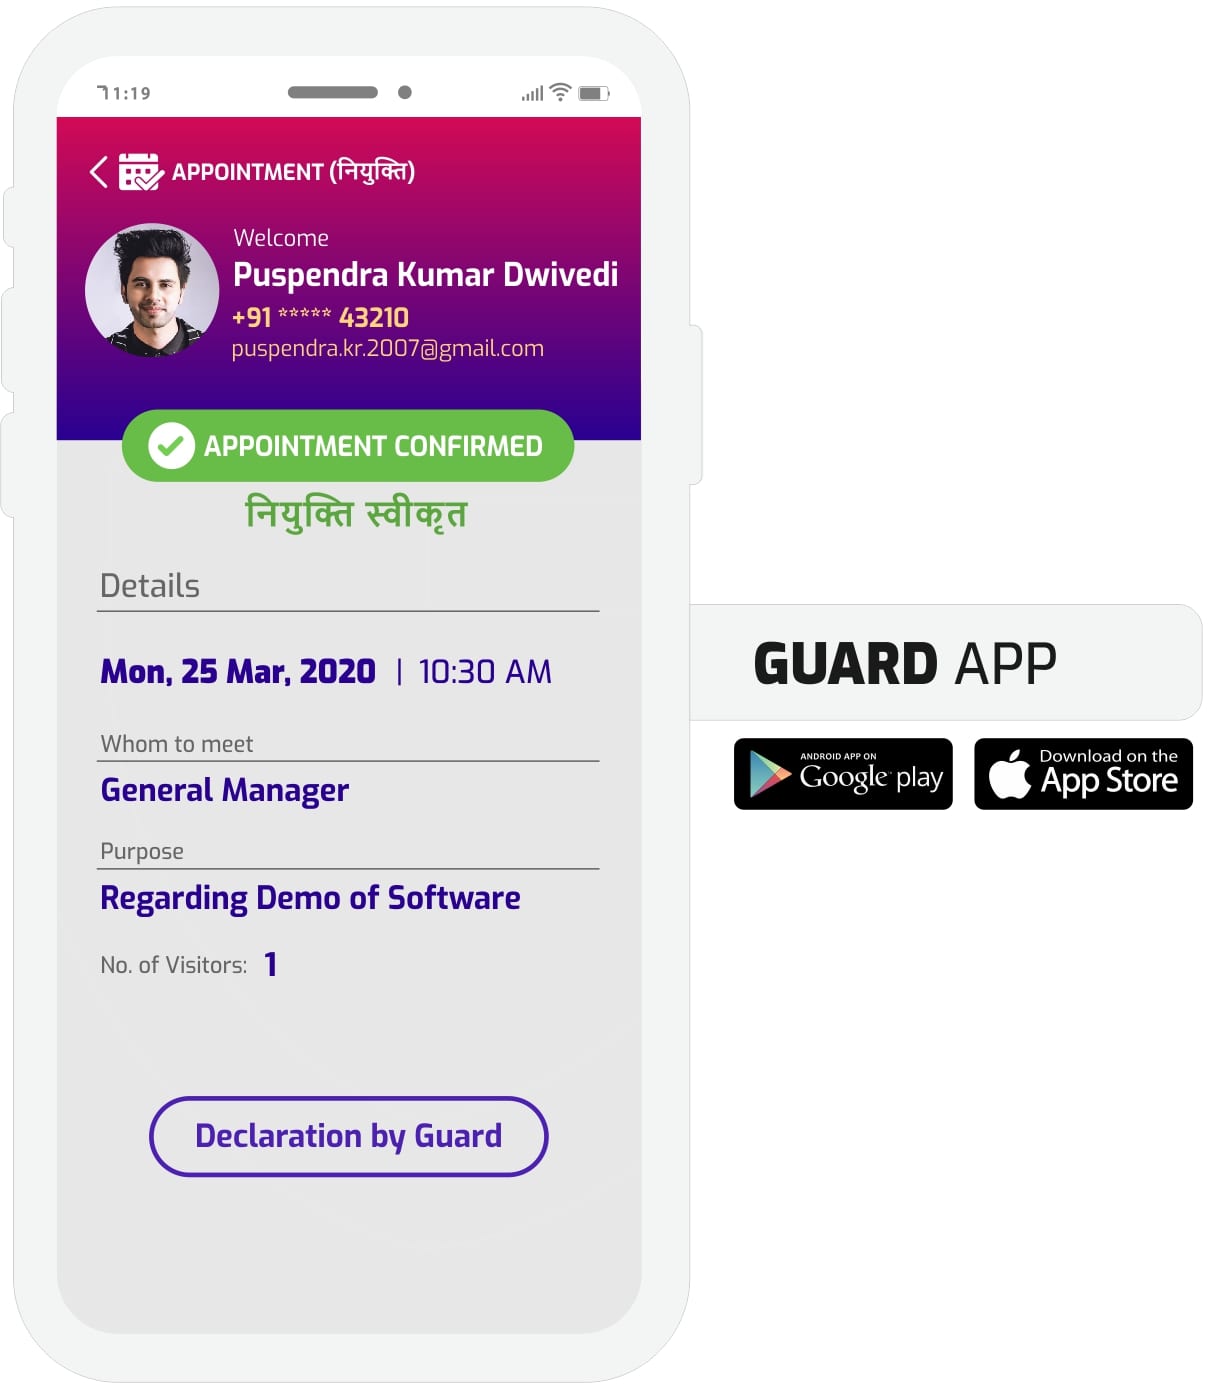 11:19
APPOINTMENT (नियुक्ति)
Welcome
Puspendra Kumar Dwivedi
+91 ***** 43210
puspendra.kr.2007@gmail.com
APPOINTMENT CONFIRMED
नियुक्ति स्वीकृत
Details
Mon, 25 Mar, 2020 | 10:30 AM
Whom to meet
General Manager
Purpose
Regarding Demo of Software
No. of Visitors: 1
Declaration by Guard
GUARD APP
ANDROID APP ON
Google play
Download on the
App Store